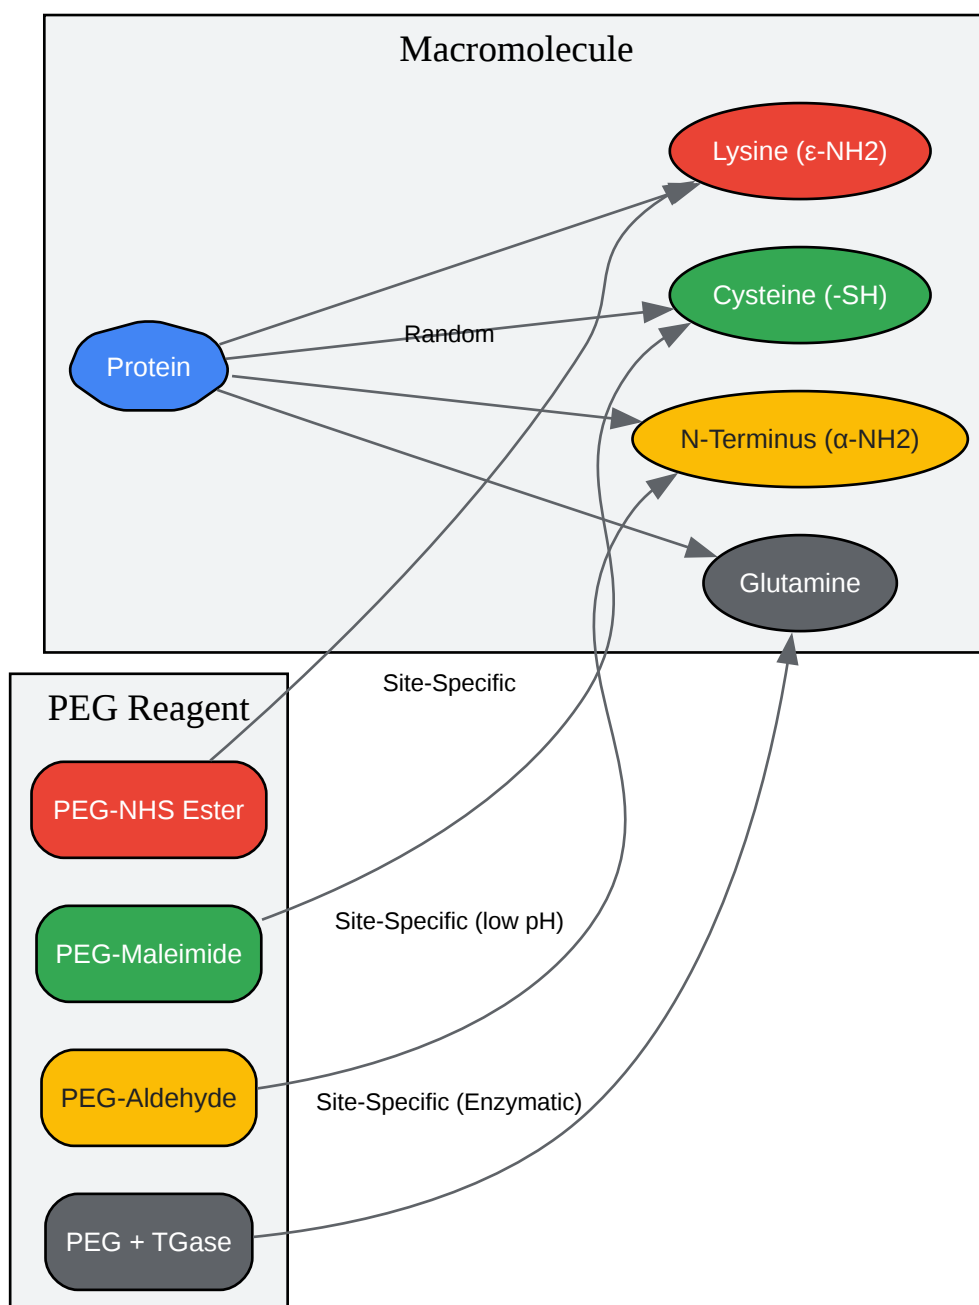 Macromolecule
Lysine (ε-NH2)
Cysteine (-SH)
Random
Protein
N-Terminus (α-NH2)
Glutamine
Site-Specific
PEG Reagent
PEG-NHS Ester
Site-Specific (low pH)
PEG-Maleimide
PEG-Aldehyde
Site-Specific (Enzymatic)
PEG + TGase